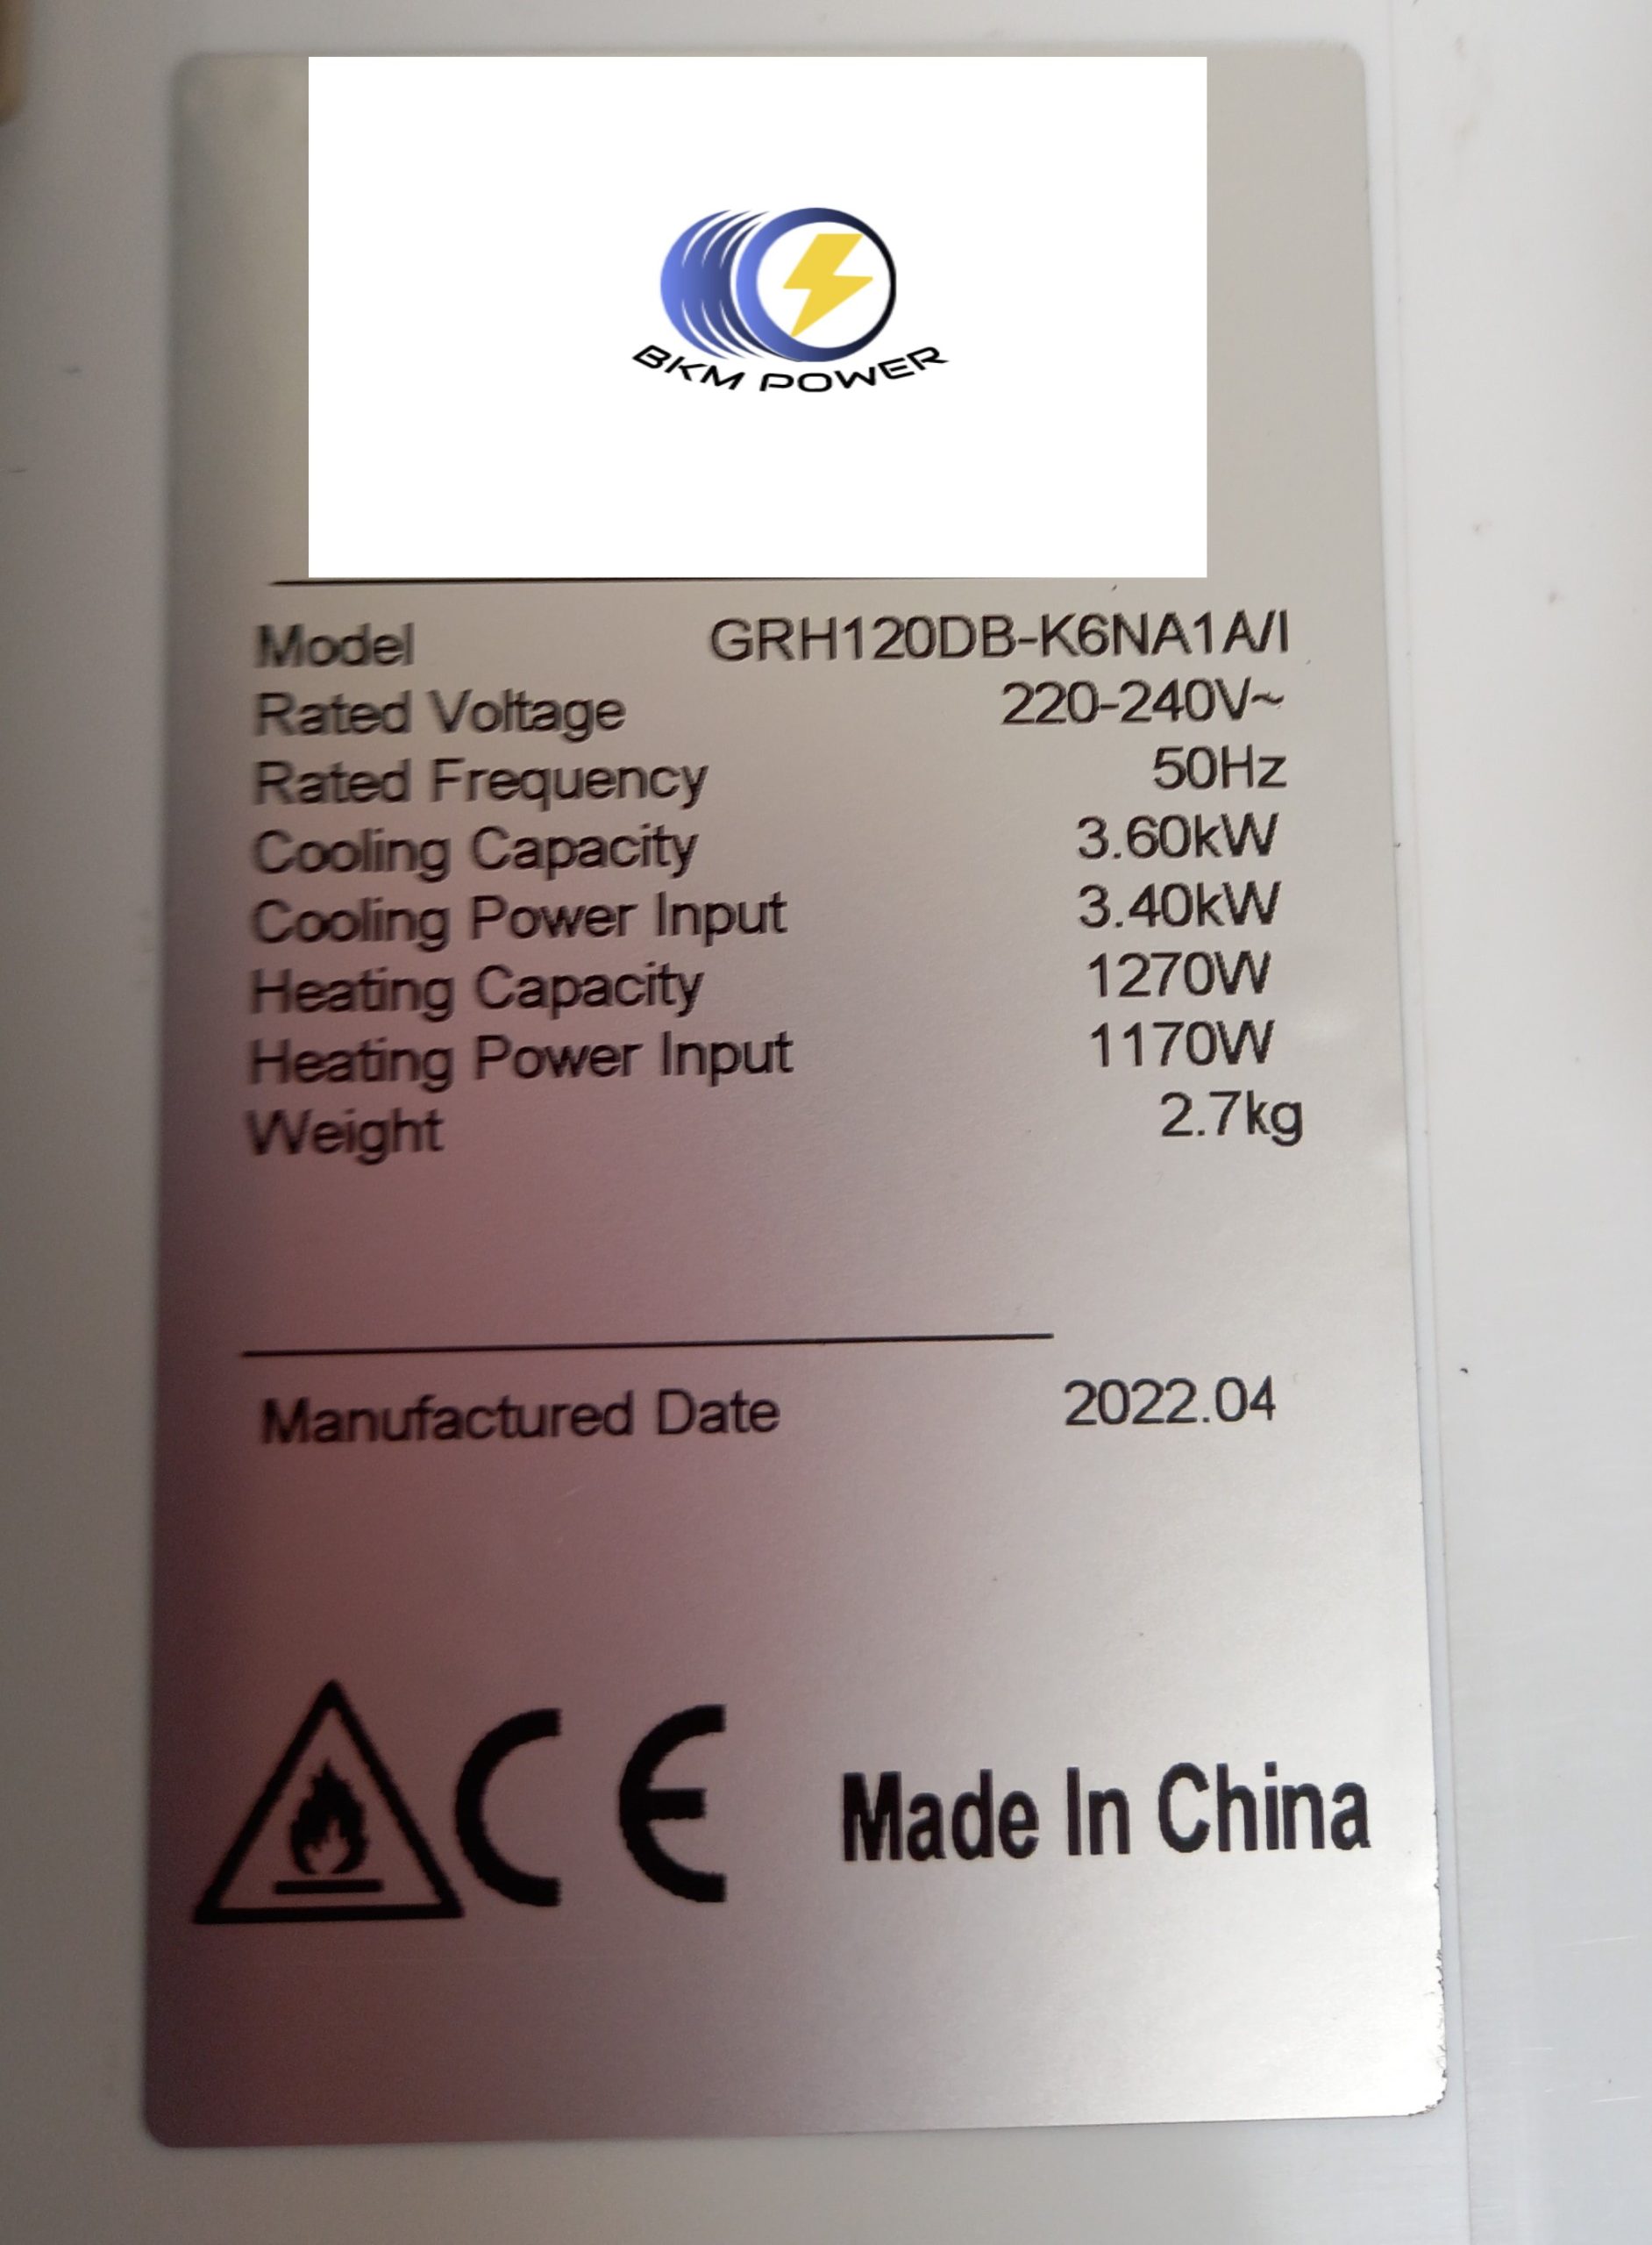 BKM POWER
Model GRH120DB-K6NA1A/I
Rated Voltage 220-240V~
Rated Frequency 50Hz
Cooling Capacity 3.60kW
Cooling Power Input 3.40kW
Heating Capacity 1270W
Heating Power Input 1170W
Weight 2.7kg
Manufactured Date 2022.04
CE Made In China